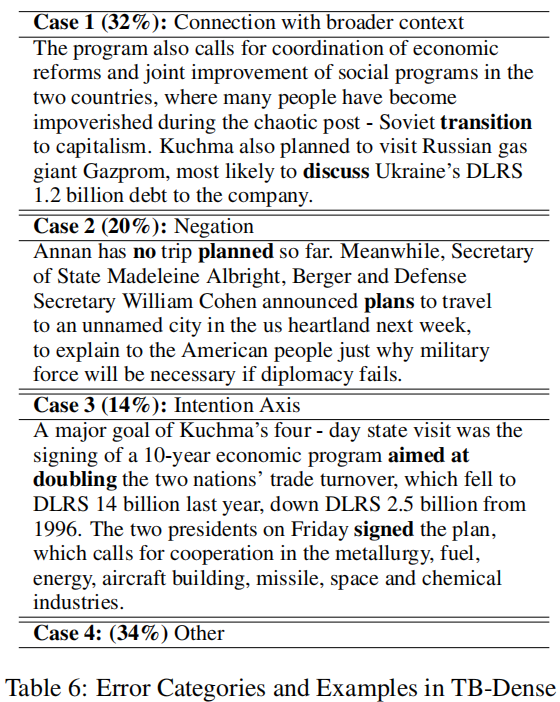 Case 1 (32%): Connection with broader context
The program also calls for coordination of economic
reforms and joint improvement of social programs in the
two countries, where many people have become
impoverished during the chaotic post - Soviet transition
to capitalism. Kuchma also planned to visit Russian gas
giant Gazprom, most likely to discuss Ukraine's DLRS
1.2 billion debt to the company.
Case 2 (20%): Negation
Annan has no trip planned so far. Meanwhile, Secretary
of State Madeleine Albright, Berger and Defense
Secretary William Cohen announced plans to travel
to an unnamed city in the us heartland next week,
to explain to the American people just why military
force will be necessary if diplomacy fails.
Case 3 (14%): Intention Axis
A major goal of Kuchma's four - day state visit was the
signing of a 10-year economic program aimed at
doubling the two nations' trade turnover, which fell to
DLRS 14 billion last year, down DLRS 2.5 billion from
1996. The two presidents on Friday signed the plan,
which calls for cooperation in the metallurgy, fuel,
energy, aircraft building, missile, space and chemical
industries.
Case 4: (34%) Other
Table 6: Error Categories and Examples in TB-Dense